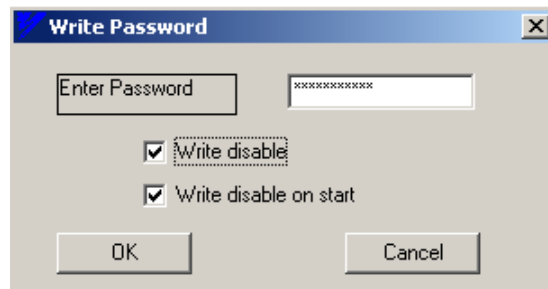 Write Password
Enter Password
***********
Write disable
Write disable on start
OK
Cancel